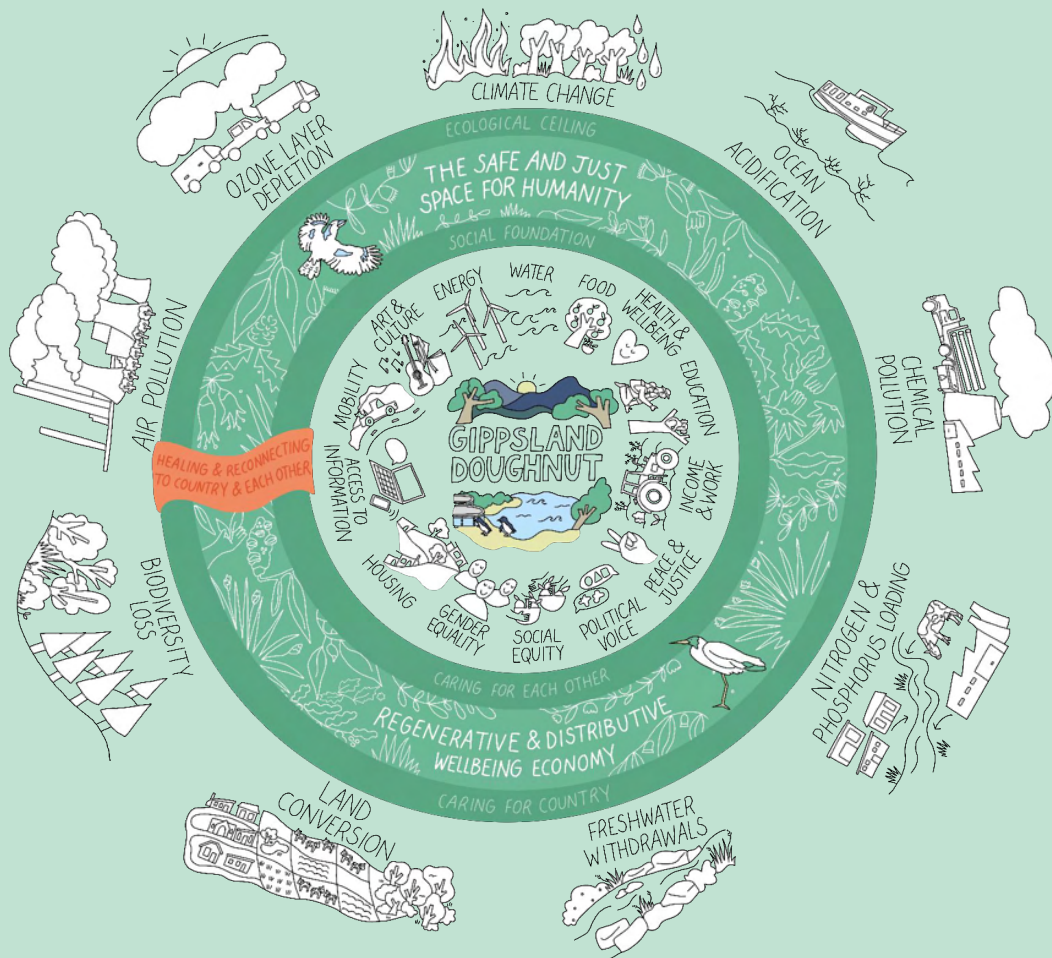 CLIMATE CHANGE
OCEAN
ACIDIFICATION
CHEMICAL
POLLUTION
NITROGEN &
PHOSPHORUS LOADING
FRESHWATER
WITHDRAWALS
LAND
CONVERSION
BIODIVERSITY
LOSS
AIR POLLUTION
OZONE LAYER
DEPLETION
ECOLOGICAL CEILING
THE SAFE AND JUST
SPACE FOR HUMANITY
SOCIAL FOUNDATION
WATER
FOOD
HEALTH &
WELLBEING
EDUCATION
INCOME
& WORK
PEACE &
JUSTICE
POLITICAL
VOICE
SOCIAL
EQUITY
GENDER
EQUALITY
HOUSING
ACCESS TO
INFORMATION
MOBILITY
ART &
CULTURE
ENERGY
GIPPSLAND
DOUGHNUT
HEALING & RECONNECTING
TO COUNTRY & EACH OTHER
CARING FOR EACH OTHER
REGENERATIVE & DISTRIBUTIVE
WELLBEING ECONOMY
CARING FOR COUNTRY